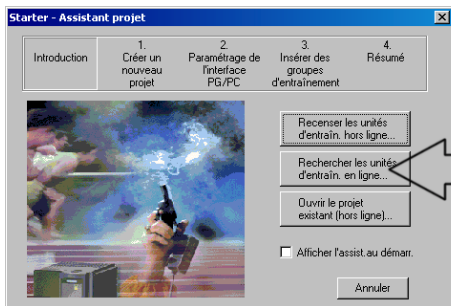 Starter - Assistant projet
Introduction
1.
Créer un
nouveau
projet
2.
Paramétrage de
l'interface
PG/PC
3.
Insérer des
groupes
d'entraînement
4.
Résumé
Recenser les unités
d'entraîn. hors ligne...
Rechercher les unités
d'entraîn. en ligne...
Ouvrir le projet
existant (hors ligne)...
Afficher l'assist.au démarr.
Annuler